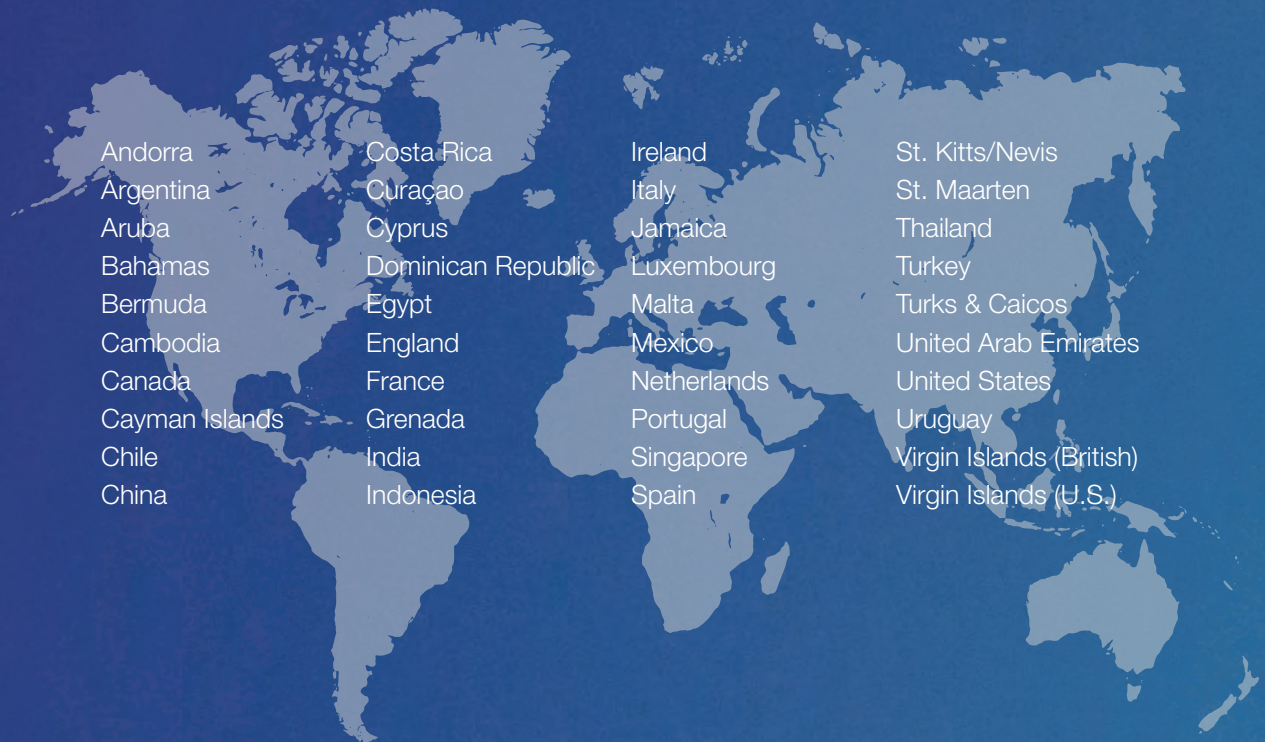 Andorra
Argentina
Aruba
Bahamas
Bermuda
Cambodia
Canada
Cayman Islands
Chile
China
Costa Rica
Curaçao
Cyprus
Dominican Republic
Egypt
England
France
Grenada
India
Indonesia
Ireland
Italy
Jamaica
Luxembourg
Malta
Mexico
Netherlands
Portugal
Singapore
Spain
St. Kitts/Nevis
St. Maarten
Thailand
Turkey
Turks & Caicos
United Arab Emirates
United States
Uruguay
Virgin Islands (British)
Virgin Islands (U.S.)